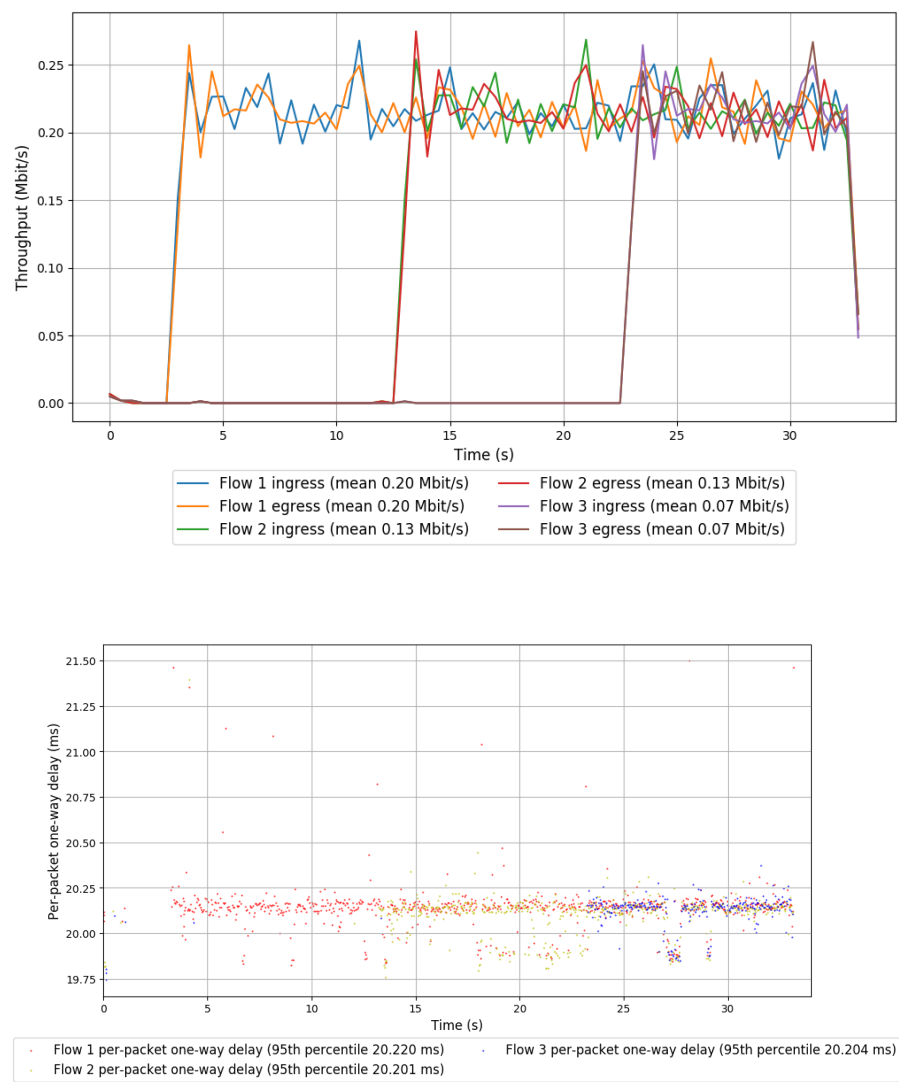 0.25
0.20
0.15
0.10
0.05
0.00
Throughput (Mbit/s)
0 5 10 15 20 25 30
Time (s)
Flow 1 ingress (mean 0.20 Mbit/s)
Flow 1 egress (mean 0.20 Mbit/s)
Flow 2 ingress (mean 0.13 Mbit/s)
Flow 2 egress (mean 0.13 Mbit/s)
Flow 3 ingress (mean 0.07 Mbit/s)
Flow 3 egress (mean 0.07 Mbit/s)
21.50
21.25
21.00
20.75
20.50
20.25
20.00
19.75
Per-packet one-way delay (ms)
0 5 10 15 20 25 30
Time (s)
Flow 1 per-packet one-way delay (95th percentile 20.220 ms)
Flow 2 per-packet one-way delay (95th percentile 20.201 ms)
Flow 3 per-packet one-way delay (95th percentile 20.204 ms)